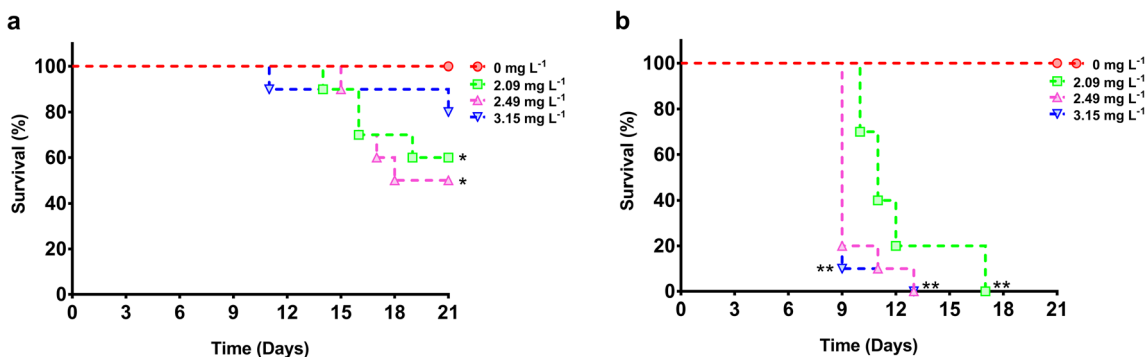 a
Survival (%)
100
80
60
40
20
0
0 3 6 9 12 15 18 21
Time (Days)
0 mg L⁻¹
2.09 mg L⁻¹
2.49 mg L⁻¹
3.15 mg L⁻¹
*
*
b
Survival (%)
100
80
60
40
20
0
0 3 6 9 12 15 18 21
Time (Days)
0 mg L⁻¹
2.09 mg L⁻¹
2.49 mg L⁻¹
3.15 mg L⁻¹
**
**
**